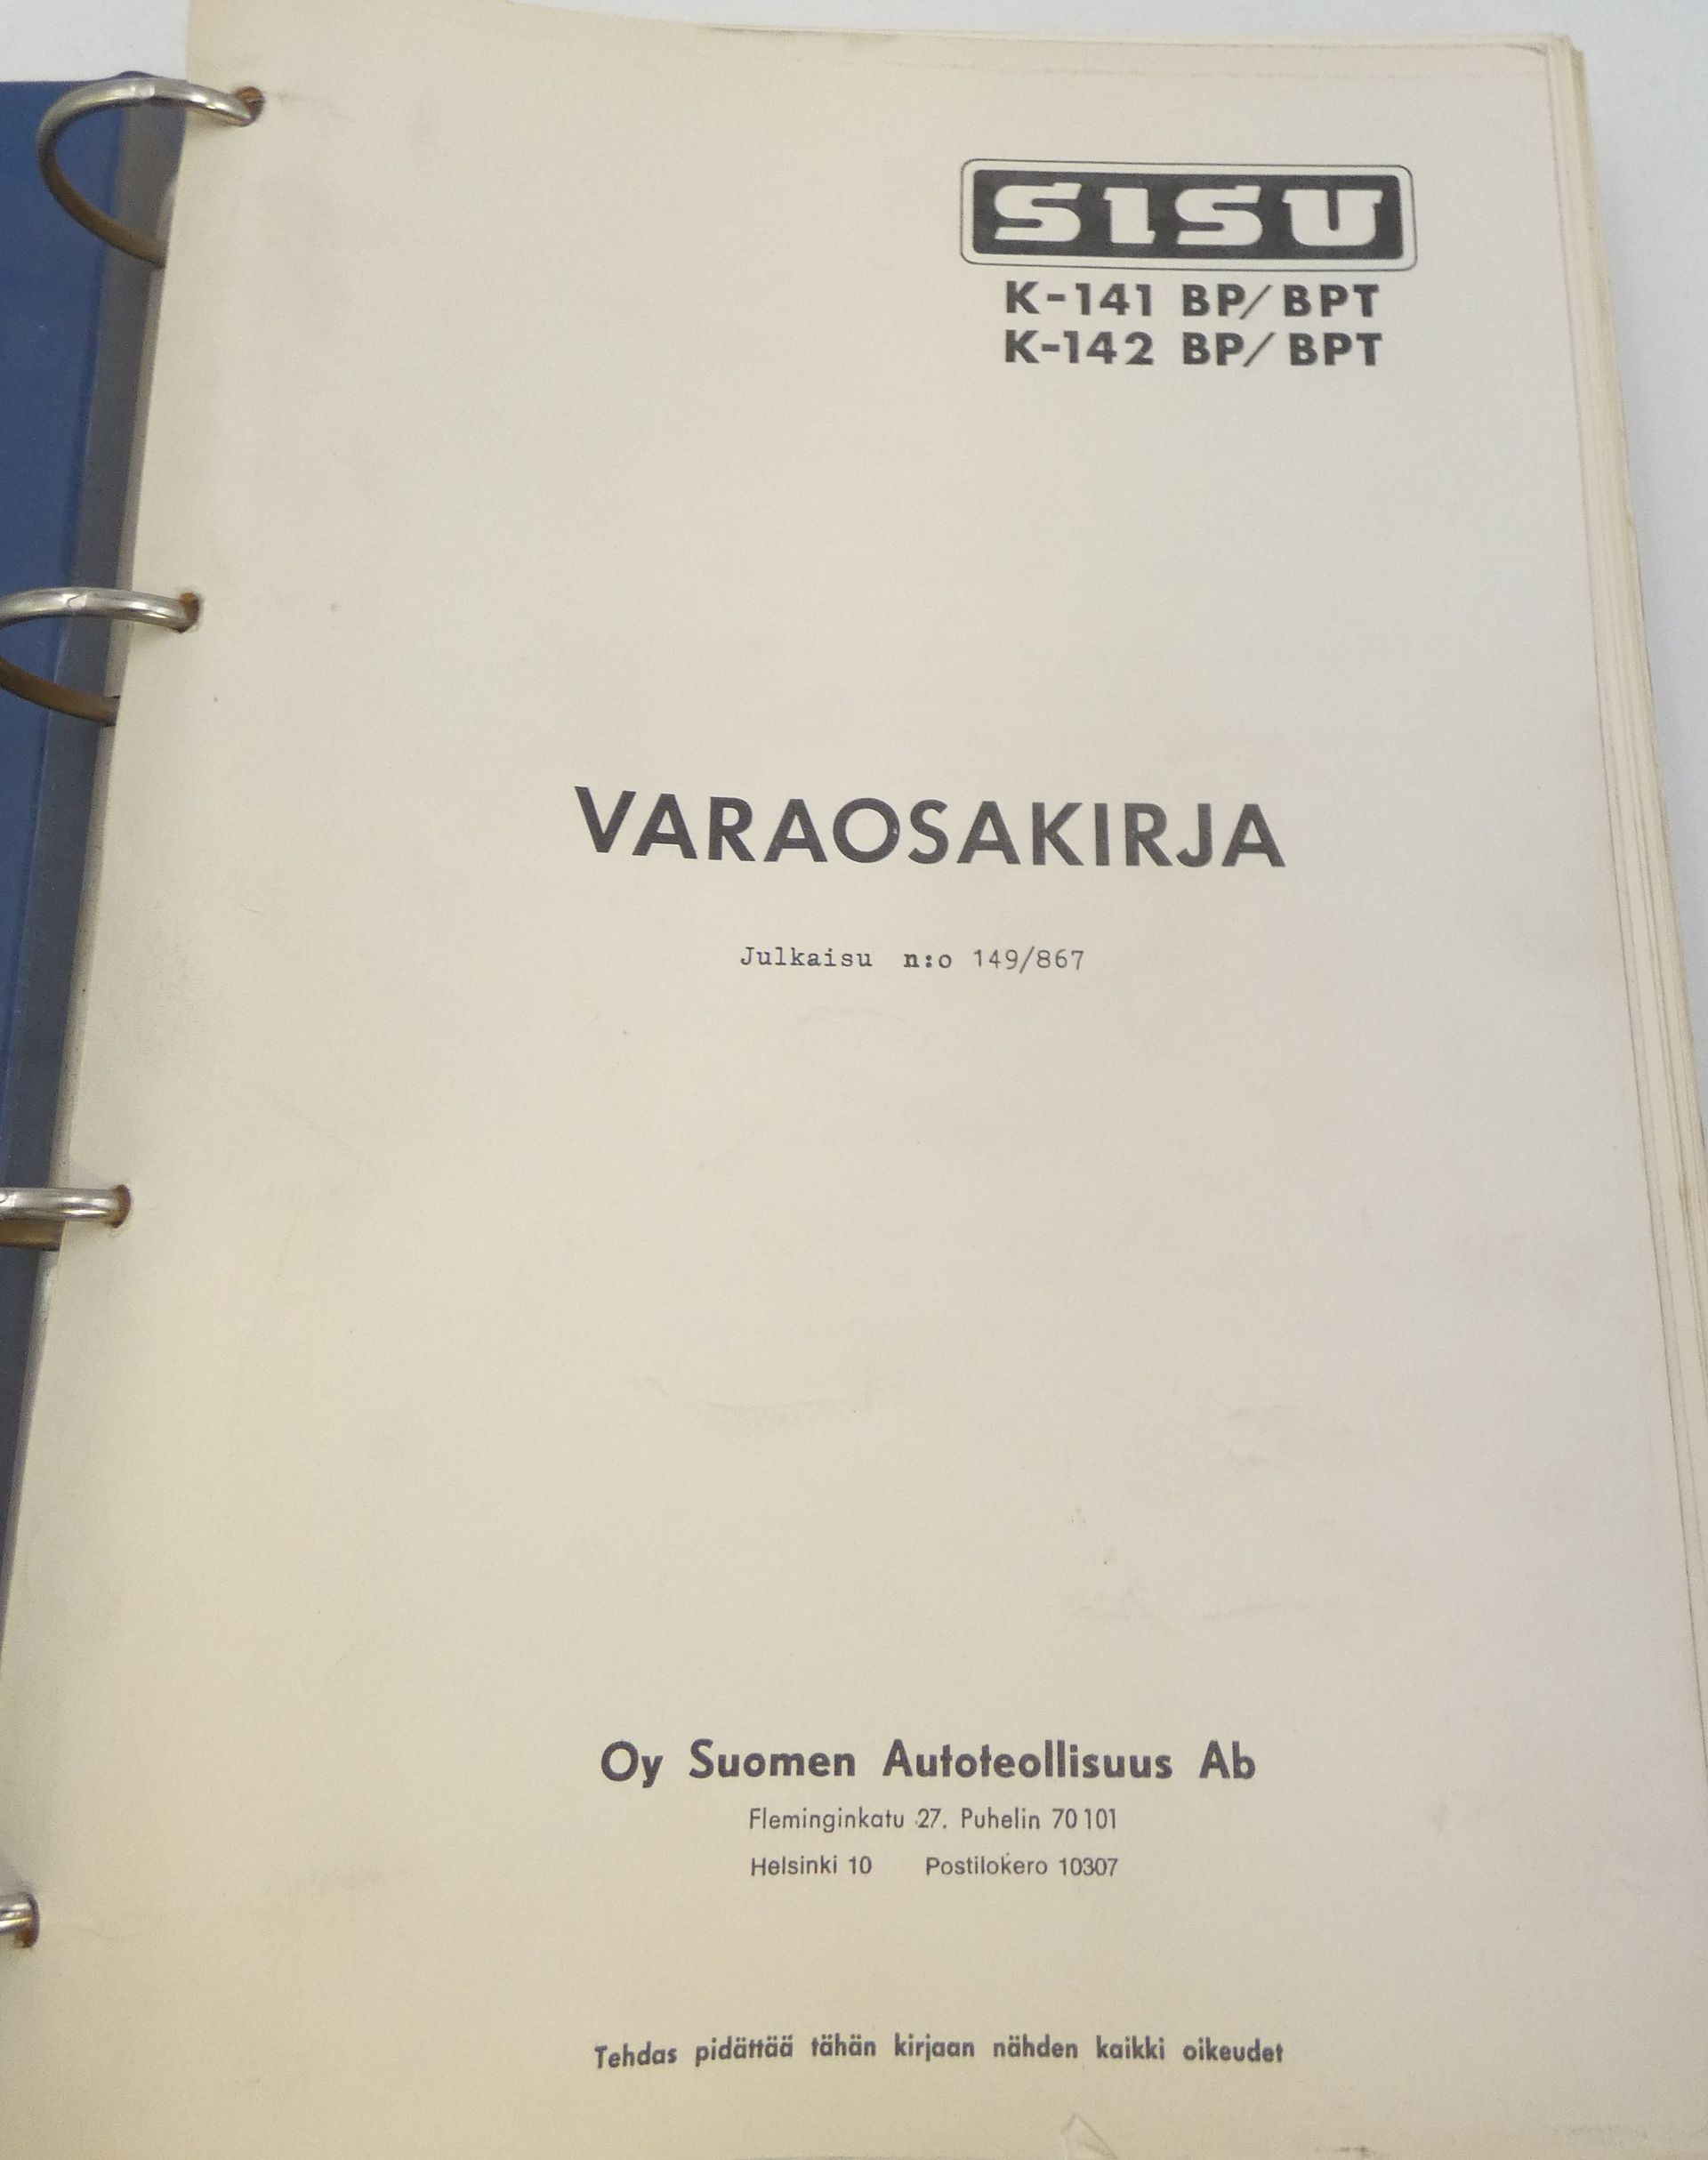 SISU
K-141 BP/BPT
K-142 BP/BPT
VARAOSAKIRJA
Julkaisu n:o 149/867
Oy Suomen Autoteollisuus Ab
Fleminginkatu 27. Puhelin 70 101
Helsinki 10 Postilokero 10307
Tehdas pidättää tähän kirjaan nähden kaikki oikeudet